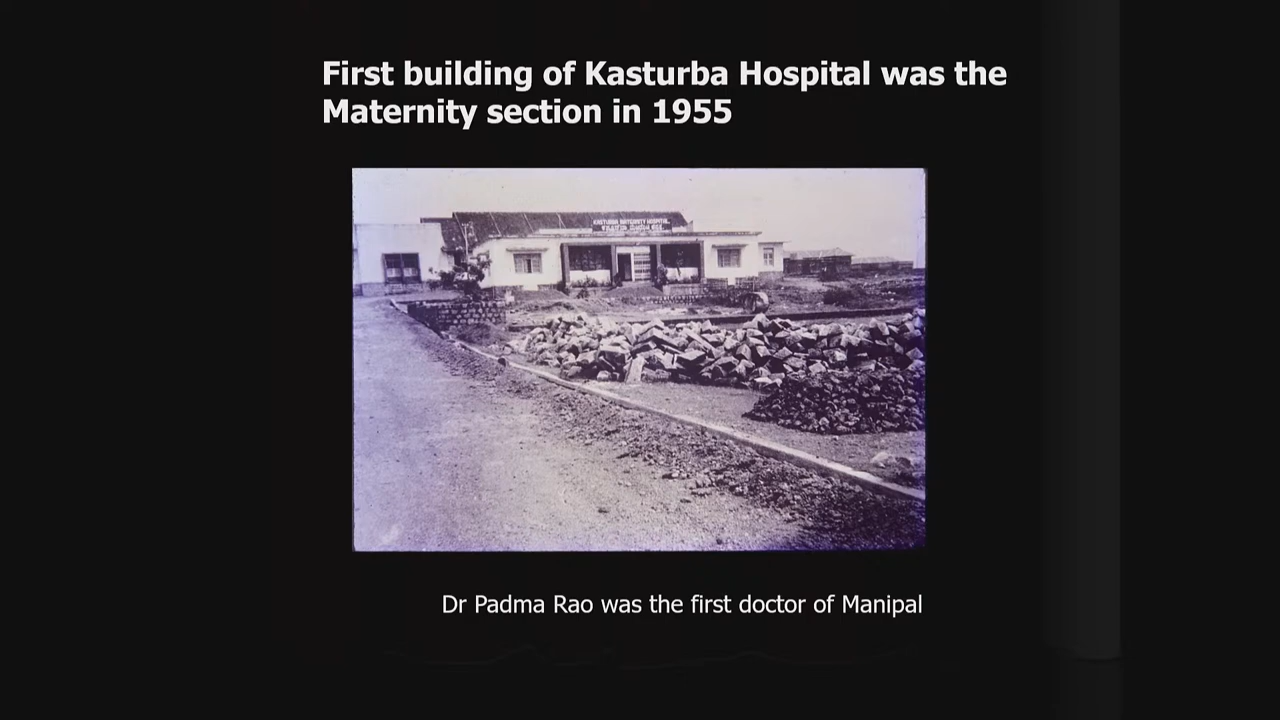 First building of Kasturba Hospital was the
Maternity section in 1955
KASTURBA MATERNITY HOSPITAL.
Dr Padma Rao was the first doctor of Manipal